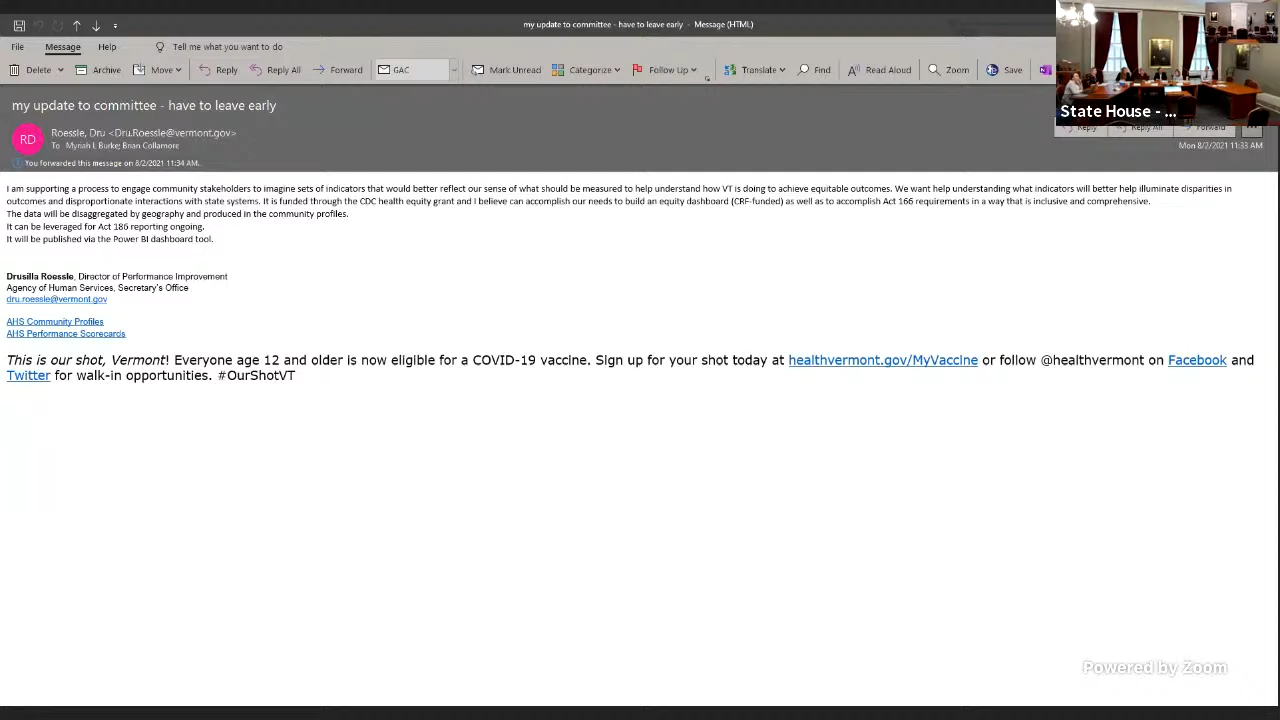 my update to committee - have to leave early - Message (HTML)
File Message Help Tell me what you want to do
Delete Archive Move Reply Reply All Forward GAC Mark Unread Categorize Follow Up Translate Find Read Aloud Zoom Save
State House - ...
my update to committee - have to leave early
RD
Roessle, Dru <Dru.Roessle@vermont.gov>
To Myriah L Burke; Brian Collamore
Reply Reply All Forward
Mon 8/2/2021 11:33 AM
You forwarded this message on 8/2/2021 11:34 AM.
I am supporting a process to engage community stakeholders to imagine sets of indicators that would better reflect our sense of what should be measured to help understand how VT is doing to achieve equitable outcomes. We want help understanding what indicators will better help illuminate disparities in
outcomes and disproportionate interactions with state systems. It is funded through the CDC health equity grant and I believe can accomplish our needs to build an equity dashboard (CRF-funded) as well as to accomplish Act 166 requirements in a way that is inclusive and comprehensive.
The data will be disaggregated by geography and produced in the community profiles.
It can be leveraged for Act 186 reporting ongoing.
It will be published via the Power BI dashboard tool.
Drusilla Roessle, Director of Performance Improvement
Agency of Human Services, Secretary's Office
dru.roessle@vermont.gov
AHS Community Profiles
AHS Performance Scorecards
This is our shot, Vermont! Everyone age 12 and older is now eligible for a COVID-19 vaccine. Sign up for your shot today at healthvermont.gov/MyVaccine or follow @healthvermont on Facebook and
Twitter for walk-in opportunities. #OurShotVT
Powered by Zoom